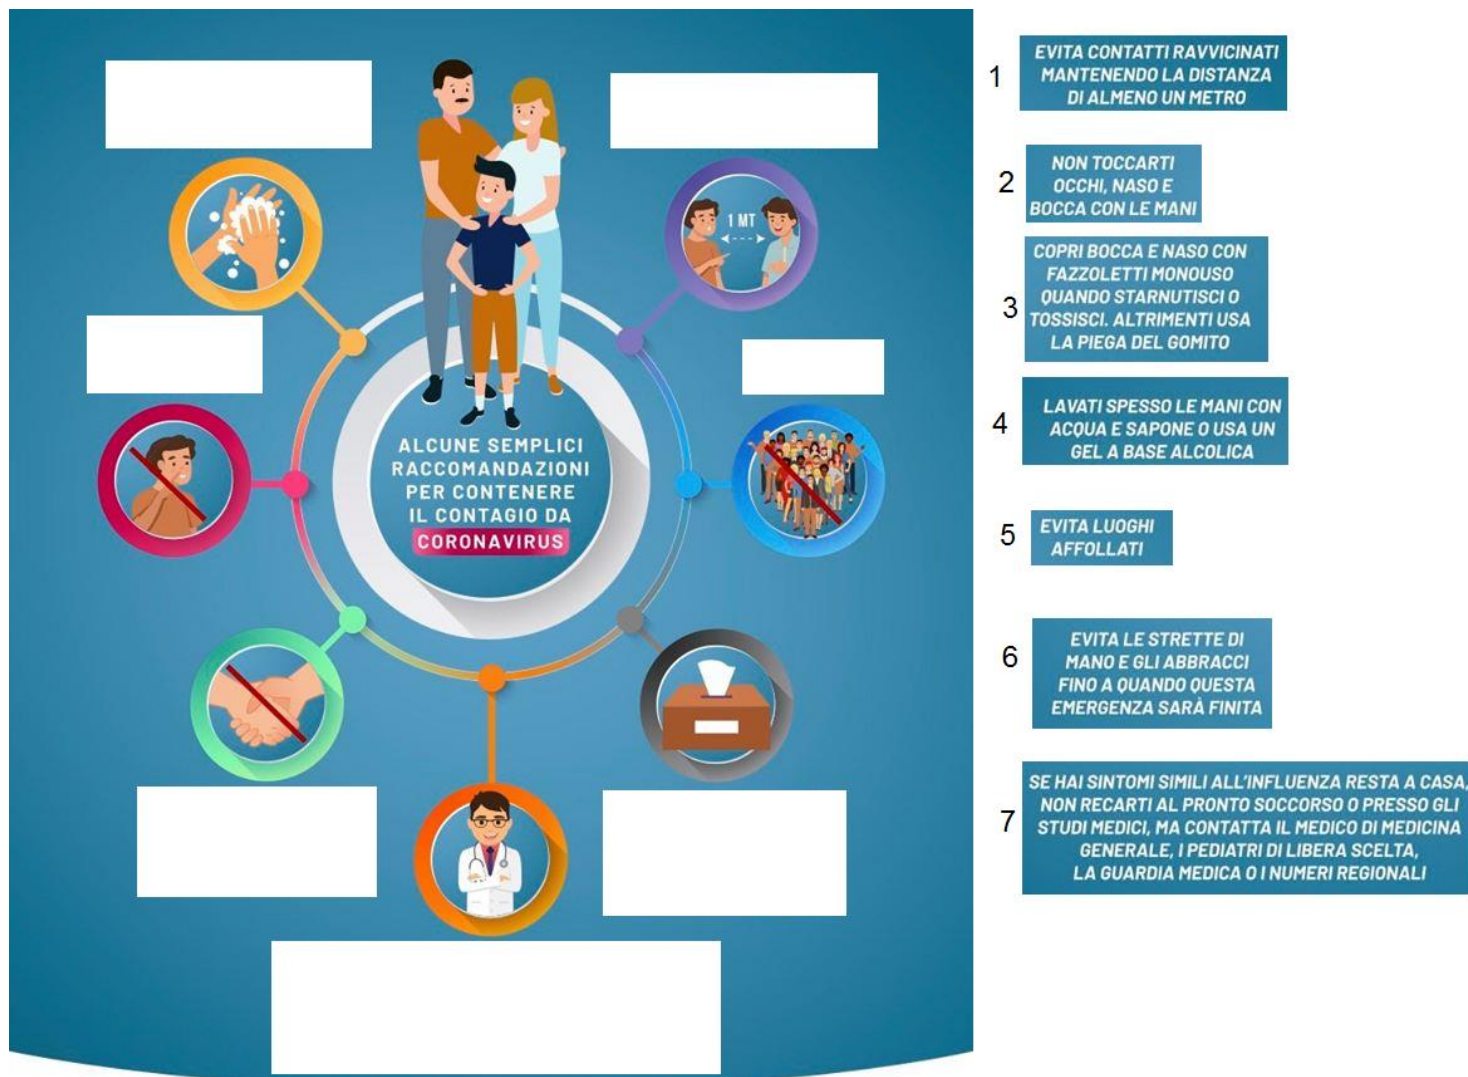 1 MT
ALCUNE SEMPLICI
RACCOMANDAZIONI
PER CONTENERE
IL CONTAGIO DA
CORONAVIRUS
1
EVITA CONTATTI RAVVICINATI
MANTENENDO LA DISTANZA
DI ALMENO UN METRO
2
NON TOCCARTI
OCCHI, NASO E
BOCCA CON LE MANI
3
COPRI BOCCA E NASO CON
FAZZOLETTI MONOUSO
QUANDO STARNUTISCI O
TOSSISCI. ALTRIMENTI USA
LA PIEGA DEL GOMITO
4
LAVATI SPESSO LE MANI CON
ACQUA E SAPONE O USA UN
GEL A BASE ALCOLICA
5
EVITA LUOGHI
AFFOLLATI
6
EVITA LE STRETTE DI
MANO E GLI ABBRACCI
FINO A QUANDO QUESTA
EMERGENZA SARÀ FINITA
7
SE HAI SINTOMI SIMILI ALL'INFLUENZA RESTA A CASA,
NON RECARTI AL PRONTO SOCCORSO O PRESSO GLI
STUDI MEDICI, MA CONTATTA IL MEDICO DI MEDICINA
GENERALE, I PEDIATRI DI LIBERA SCELTA,
LA GUARDIA MEDICA O I NUMERI REGIONALI